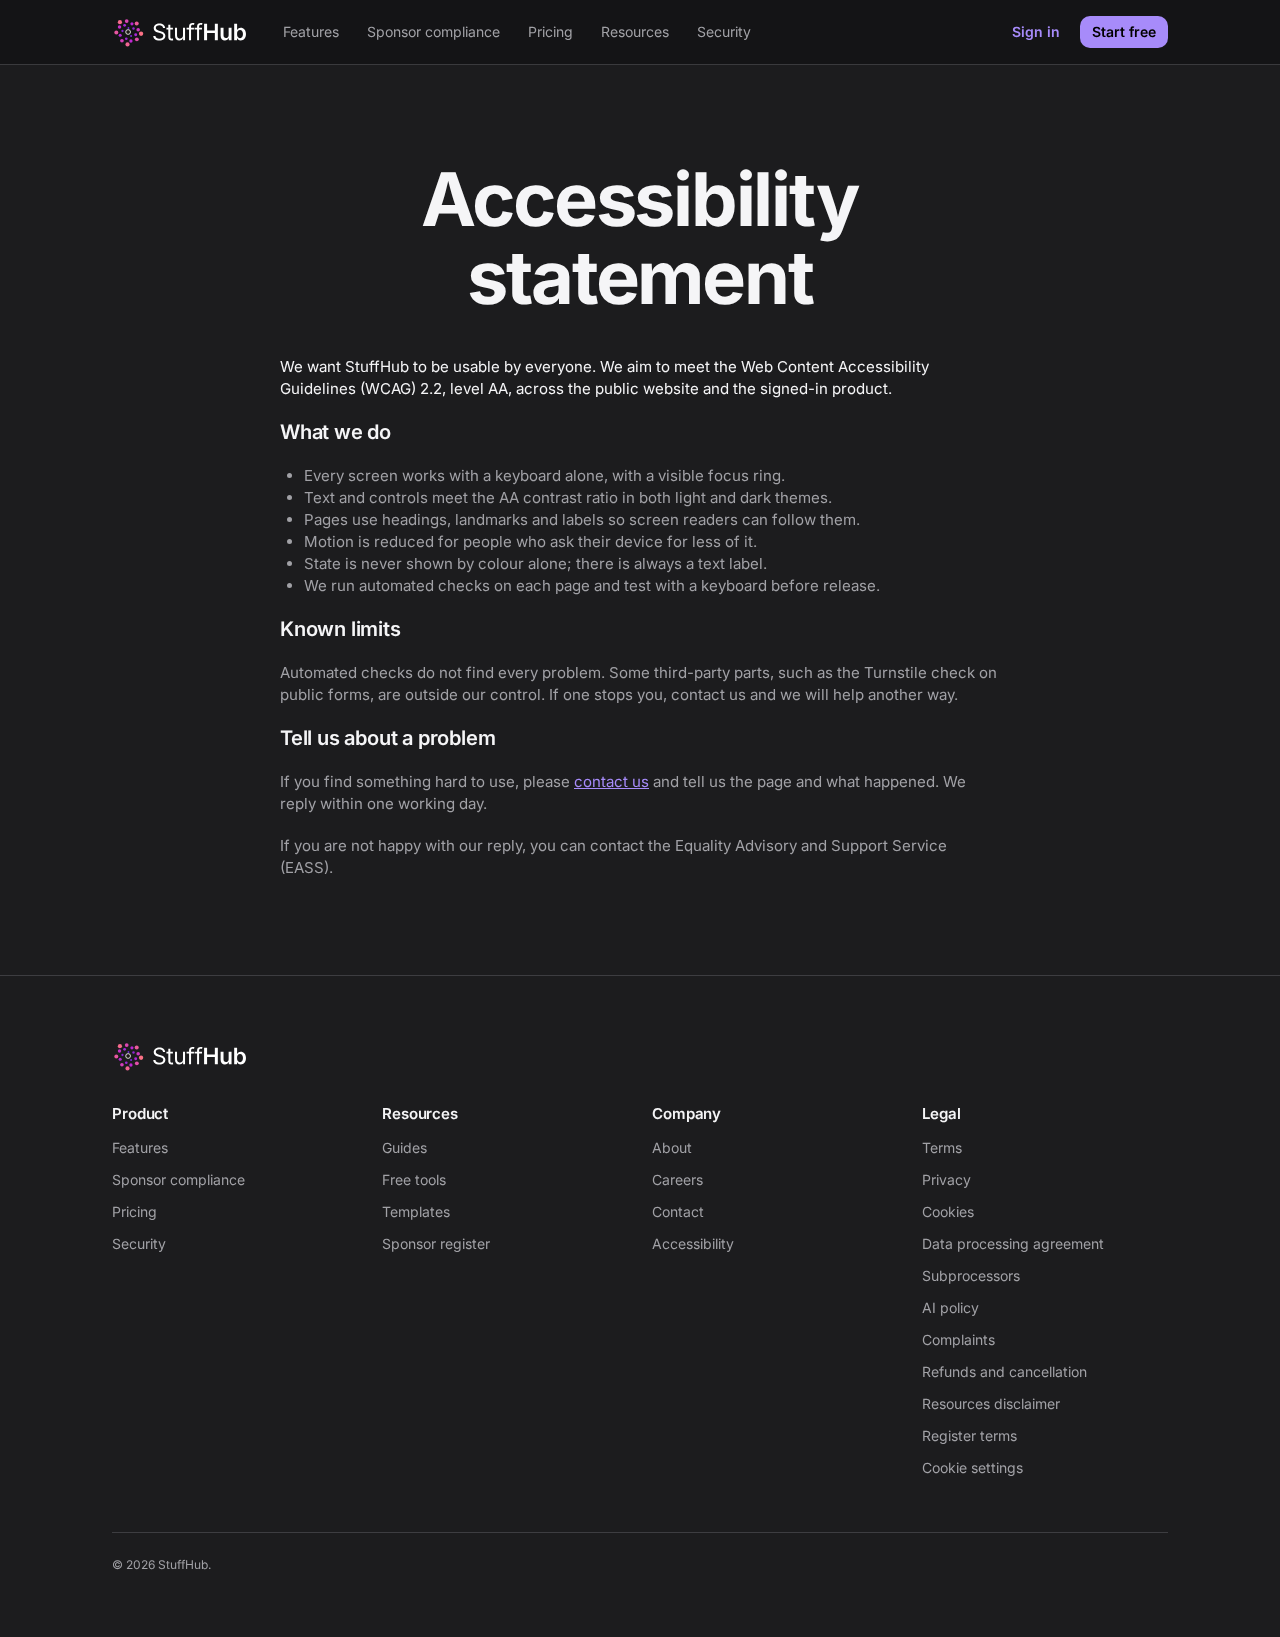 StuffHub
Features
Sponsor compliance
Pricing
Resources
Security
Sign in
Start free
Accessibility
statement
We want StuffHub to be usable by everyone. We aim to meet the Web Content Accessibility
Guidelines (WCAG) 2.2, level AA, across the public website and the signed-in product.
What we do
• Every screen works with a keyboard alone, with a visible focus ring.
• Text and controls meet the AA contrast ratio in both light and dark themes.
• Pages use headings, landmarks and labels so screen readers can follow them.
• Motion is reduced for people who ask their device for less of it.
• State is never shown by colour alone; there is always a text label.
• We run automated checks on each page and test with a keyboard before release.
Known limits
Automated checks do not find every problem. Some third-party parts, such as the Turnstile check on
public forms, are outside our control. If one stops you, contact us and we will help another way.
Tell us about a problem
If you find something hard to use, please contact us and tell us the page and what happened. We
reply within one working day.
If you are not happy with our reply, you can contact the Equality Advisory and Support Service
(EASS).
StuffHub
Product
Features
Sponsor compliance
Pricing
Security
Resources
Guides
Free tools
Templates
Sponsor register
Company
About
Careers
Contact
Accessibility
Legal
Terms
Privacy
Cookies
Data processing agreement
Subprocessors
AI policy
Complaints
Refunds and cancellation
Resources disclaimer
Register terms
Cookie settings
© 2026 StuffHub.